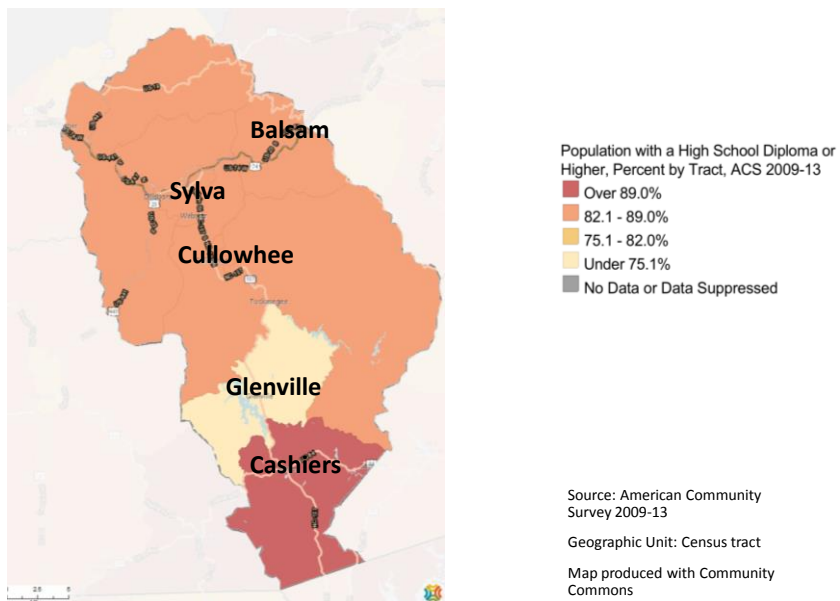 Balsam
Sylva
Webster
Cullowhee
Tuckasegee
Glenville
Cashiers
Population with a High School Diploma or
Higher, Percent by Tract, ACS 2009-13
Over 89.0%
82.1 - 89.0%
75.1 - 82.0%
Under 75.1%
No Data or Data Suppressed
Source: American Community
Survey 2009-13
Geographic Unit: Census tract
Map produced with Community
Commons